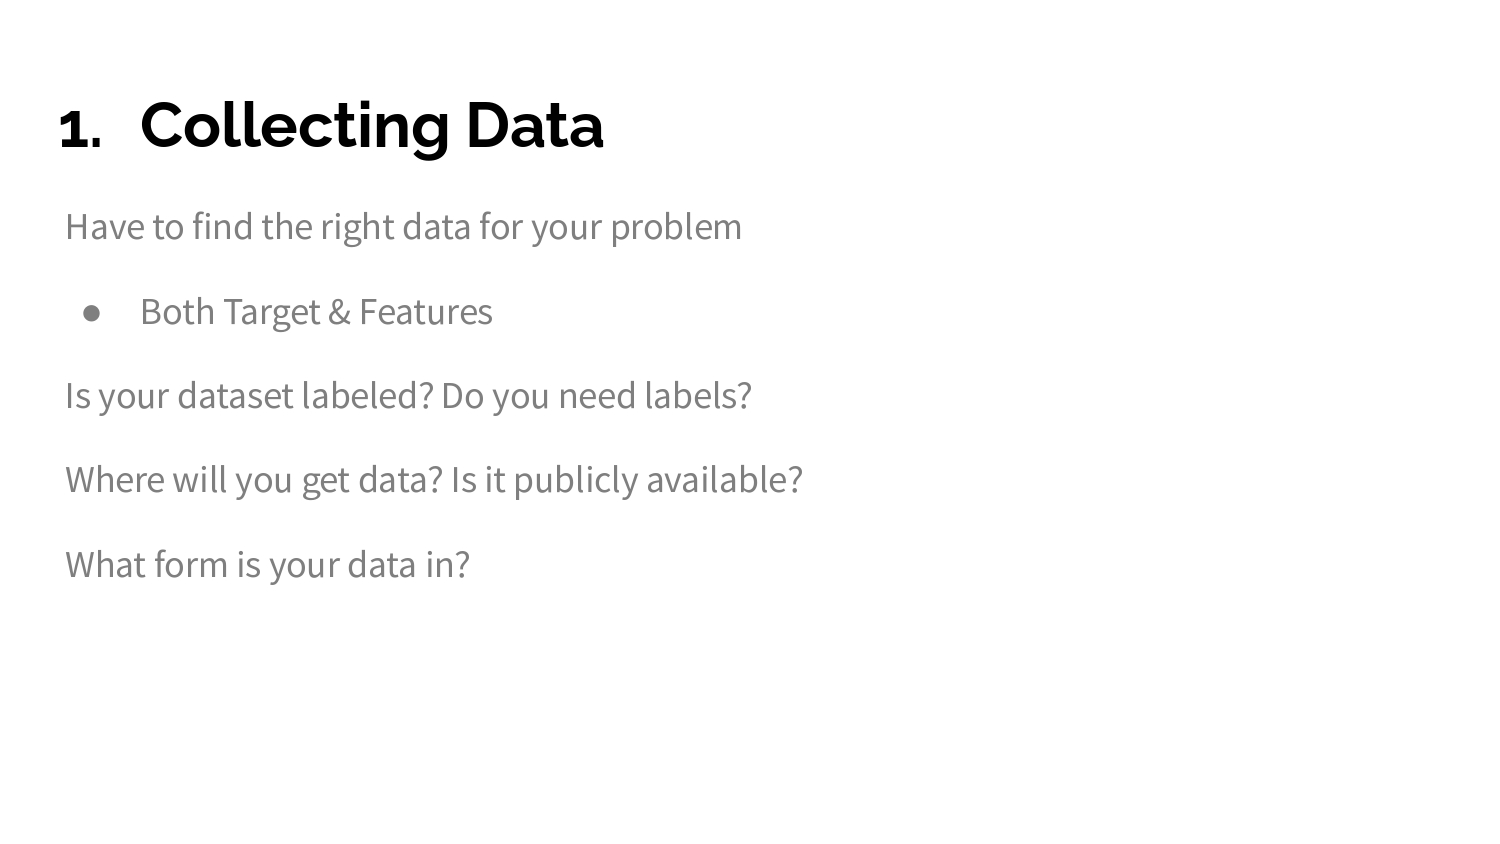 1. Collecting Data
Have to find the right data for your problem
● Both Target & Features
Is your dataset labeled? Do you need labels?
Where will you get data? Is it publicly available?
What form is your data in?